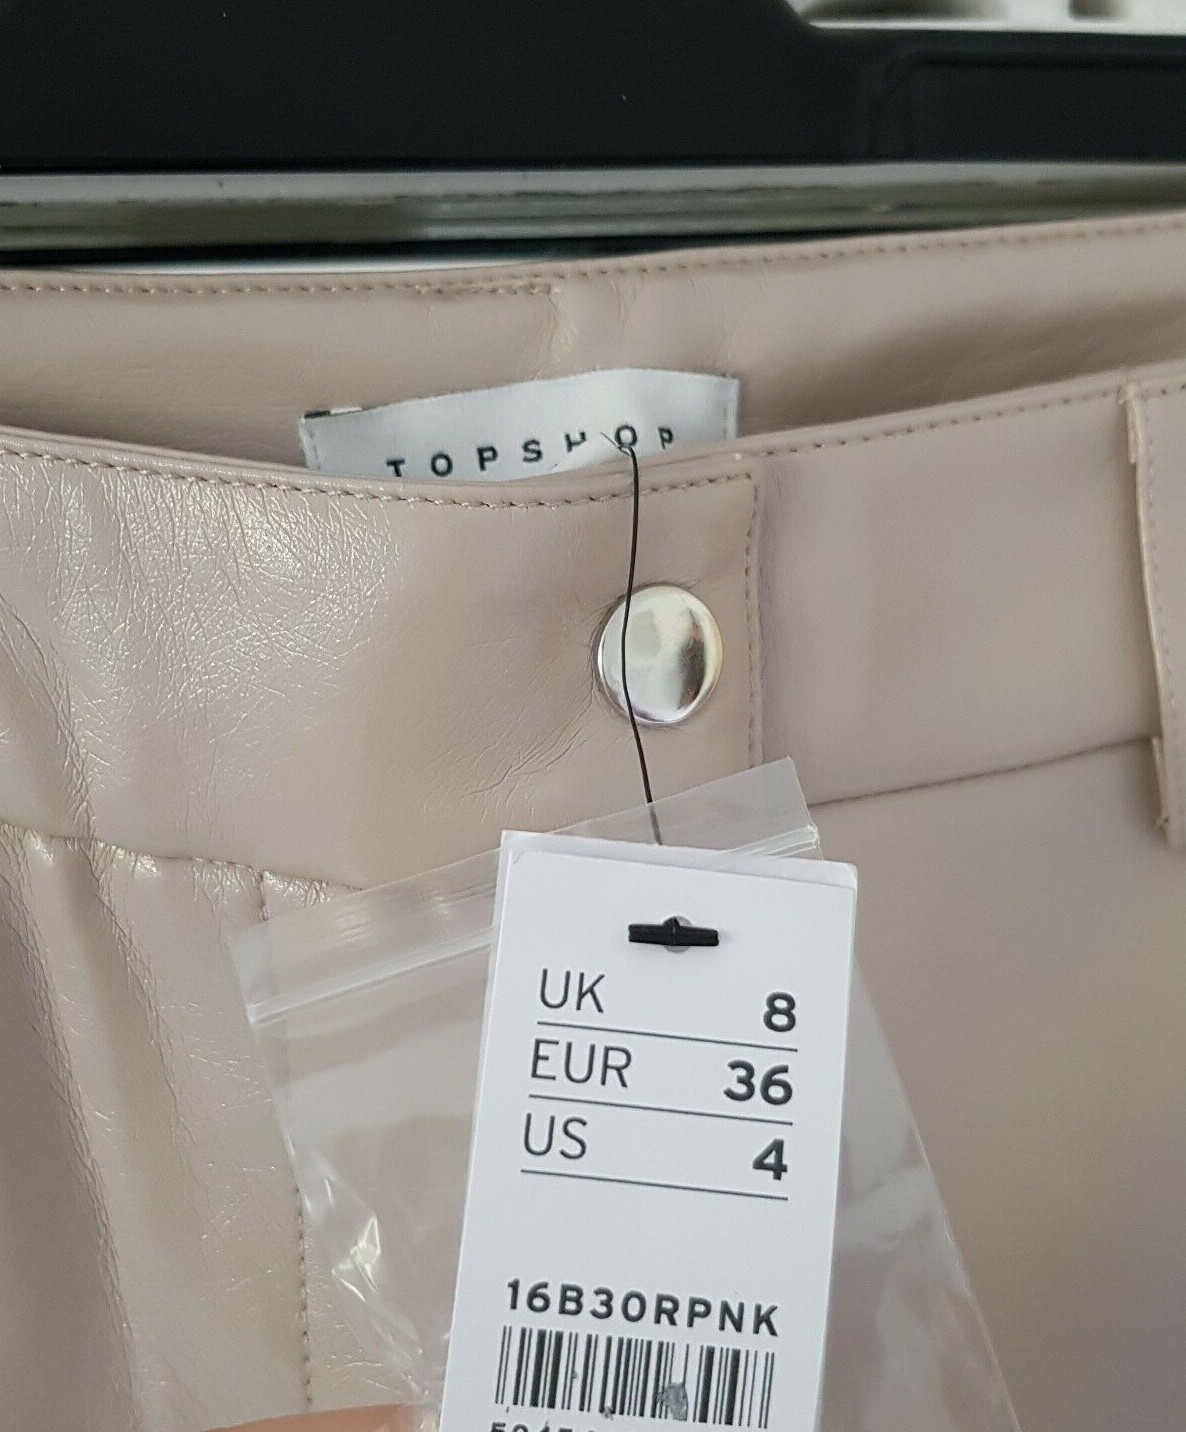 TOPSHOP
UK 8
EUR 36
US 4
16B30RPNK